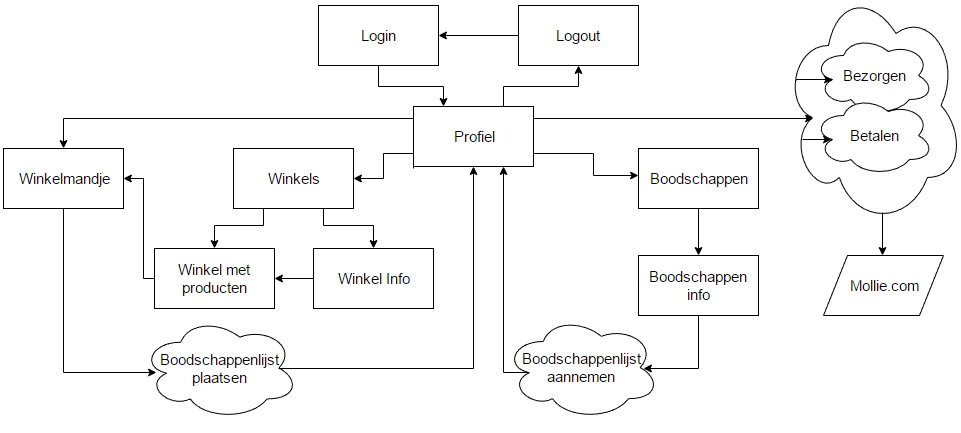 Login
Logout
Bezorgen
Betalen
Profiel
Winkelmandje
Winkels
Boodschappen
Winkel met
producten
Winkel Info
Boodschappen
info
Mollie.com
Boodschappenlijst
plaatsen
Boodschappenlijst
aannemen